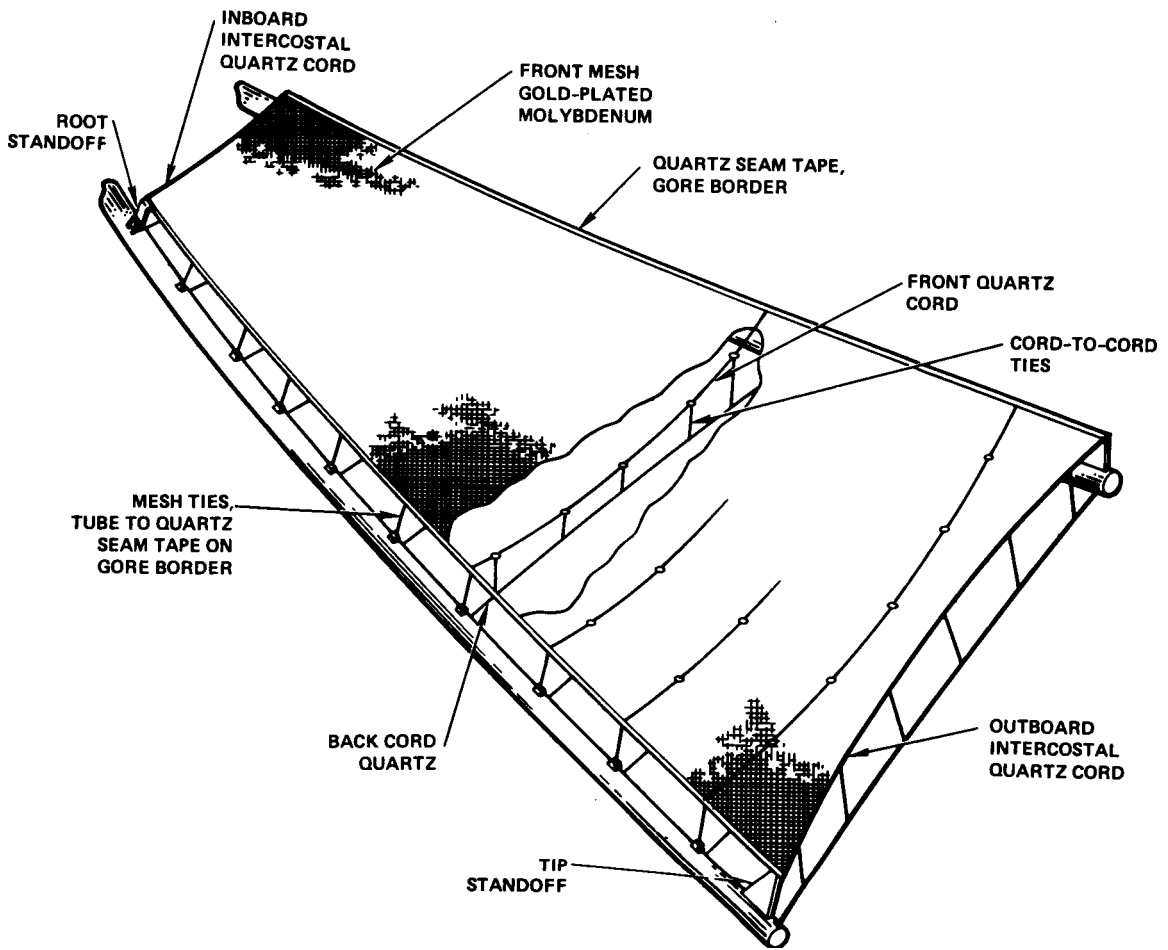 INBOARD
INTERCOSTAL
QUARTZ CORD
FRONT MESH
GOLD-PLATED
MOLYBDENUM
ROOT
STANDOFF
QUARTZ SEAM TAPE,
GORE BORDER
FRONT QUARTZ
CORD
CORD-TO-CORD
TIES
MESH TIES,
TUBE TO QUARTZ
SEAM TAPE ON
GORE BORDER
BACK CORD
QUARTZ
OUTBOARD
INTERCOSTAL
QUARTZ CORD
TIP
STANDOFF